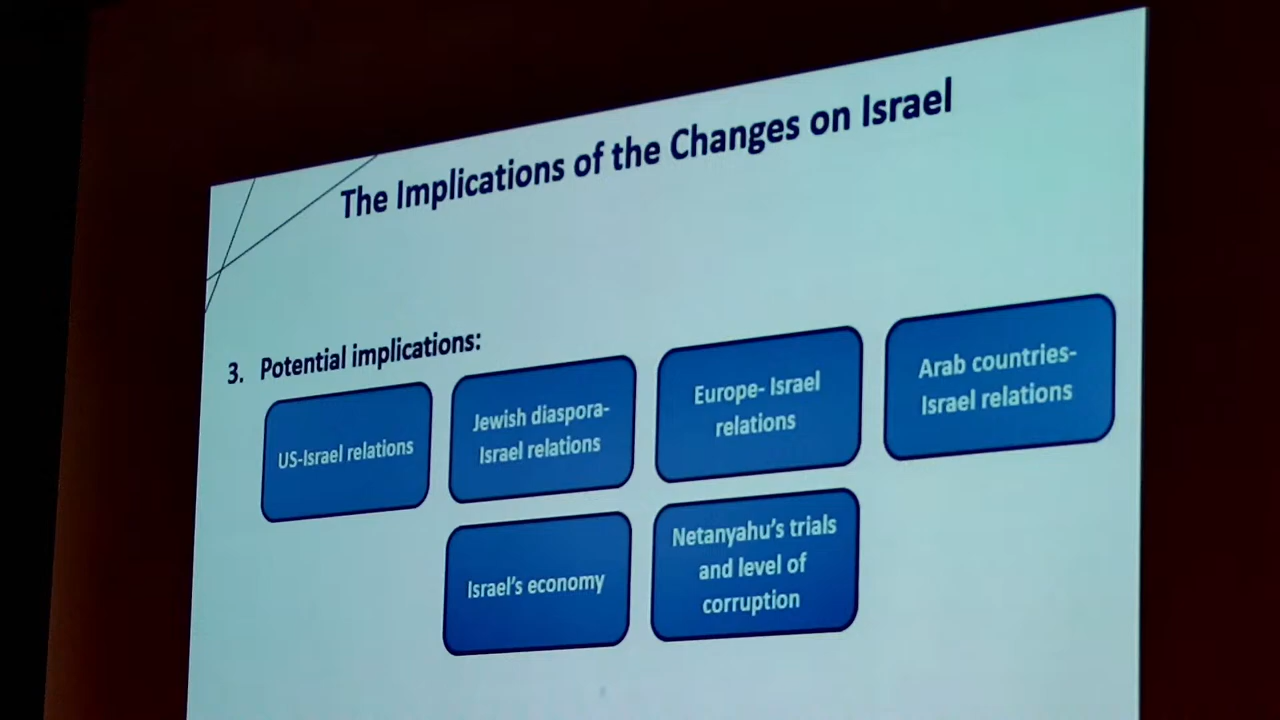 The Implications of the Changes on Israel
3. Potential implications:
US-Israel relations
Jewish diaspora-
Israel relations
Europe- Israel
relations
Arab countries-
Israel relations
Israel's economy
Netanyahu's trials
and level of
corruption